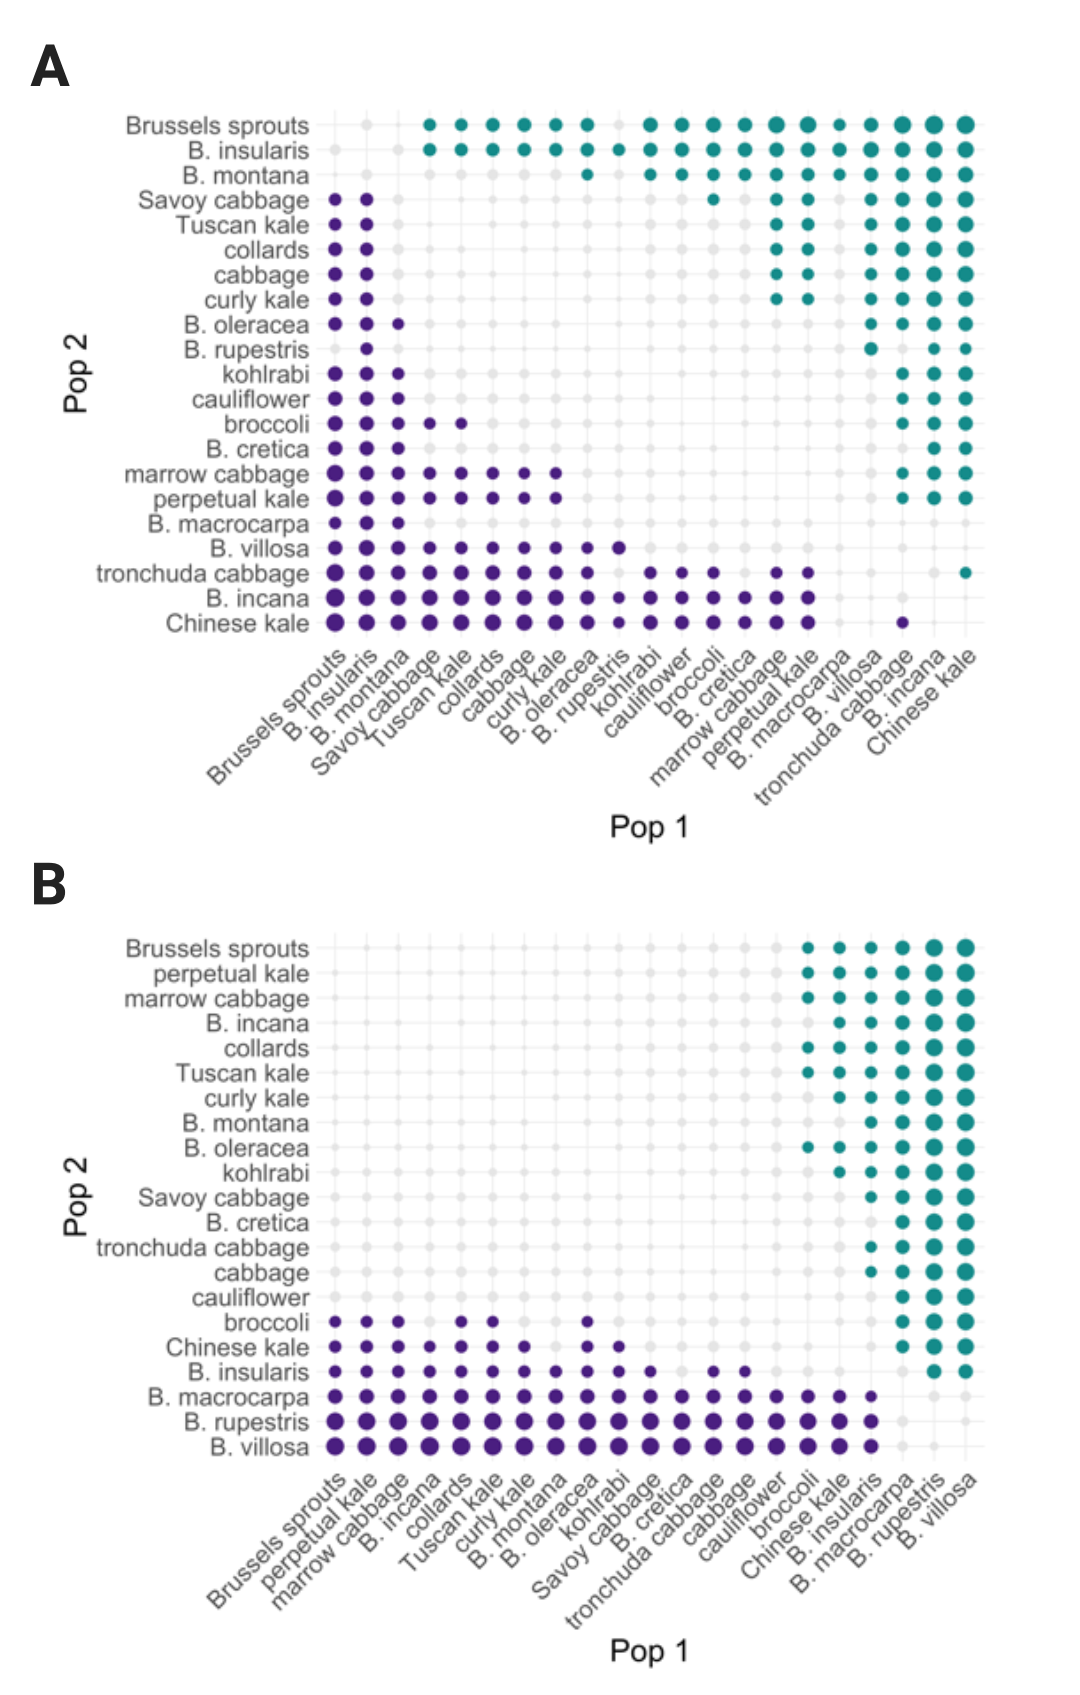 A
Brussels sprouts
B. insularis
B. montana
Savoy cabbage
Tuscan kale
collards
cabbage
curly kale
B. oleracea
B. rupestris
kohlrabi
cauliflower
broccoli
B. cretica
marrow cabbage
perpetual kale
B. macrocarpa
B. villosa
tronchuda cabbage
B. incana
Chinese kale
Pop 2
Brussels sprouts
B. insularis
B. montana
Savoy cabbage
Tuscan kale
collards
cabbage
curly kale
B. oleracea
B. rupestris
kohlrabi
cauliflower
broccoli
B. cretica
marrow cabbage
perpetual kale
B. macrocarpa
B. villosa
tronchuda cabbage
B. incana
Chinese kale
Pop 1
B
Brussels sprouts
perpetual kale
marrow cabbage
B. incana
collards
Tuscan kale
curly kale
B. montana
B. oleracea
kohlrabi
Savoy cabbage
B. cretica
tronchuda cabbage
cabbage
cauliflower
broccoli
Chinese kale
B. insularis
B. macrocarpa
B. rupestris
B. villosa
Pop 2
Brussels sprouts
perpetual kale
marrow cabbage
B. incana
collards
Tuscan kale
curly kale
B. montana
B. oleracea
kohlrabi
Savoy cabbage
B. cretica
tronchuda cabbage
cabbage
cauliflower
broccoli
Chinese kale
B. insularis
B. macrocarpa
B. rupestris
B. villosa
Pop 1